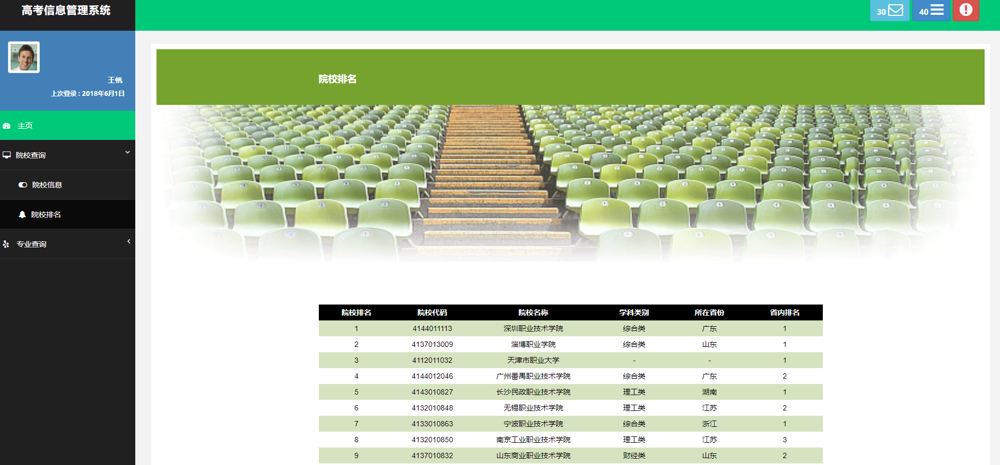 高考信息管理系统
30
40
王帆
上次登录 : 2018年6月1日
主页
院校查询
院校信息
院校排名
专业查询
院校排名
院校排名 院校代码 院校名称 学科类别 所在省份 省内排名
1 4144011113 深圳职业技术学院 综合类 广东 1
2 4137013009 淄博职业学院 综合类 山东 1
3 4112011032 天津市职业大学 - - 1
4 4144012046 广州番禺职业技术学院 综合类 广东 2
5 4143010827 长沙民政职业技术学院 理工类 湖南 1
6 4132010848 无锡职业技术学院 理工类 江苏 2
7 4133010863 宁波职业技术学院 综合类 浙江 1
8 4132010850 南京工业职业技术学院 理工类 江苏 3
9 4137010832 山东商业职业技术学院 财经类 山东 2